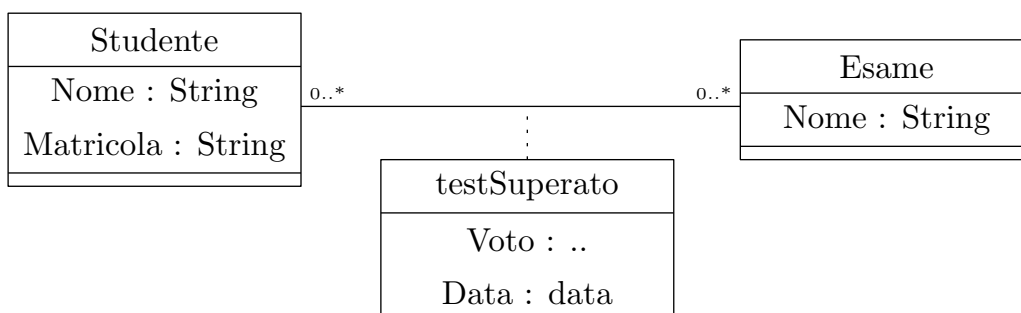 Studente
Nome : String
Matricola : String
0..*
0..*
Esame
Nome : String
testSuperato
Voto : ..
Data : data